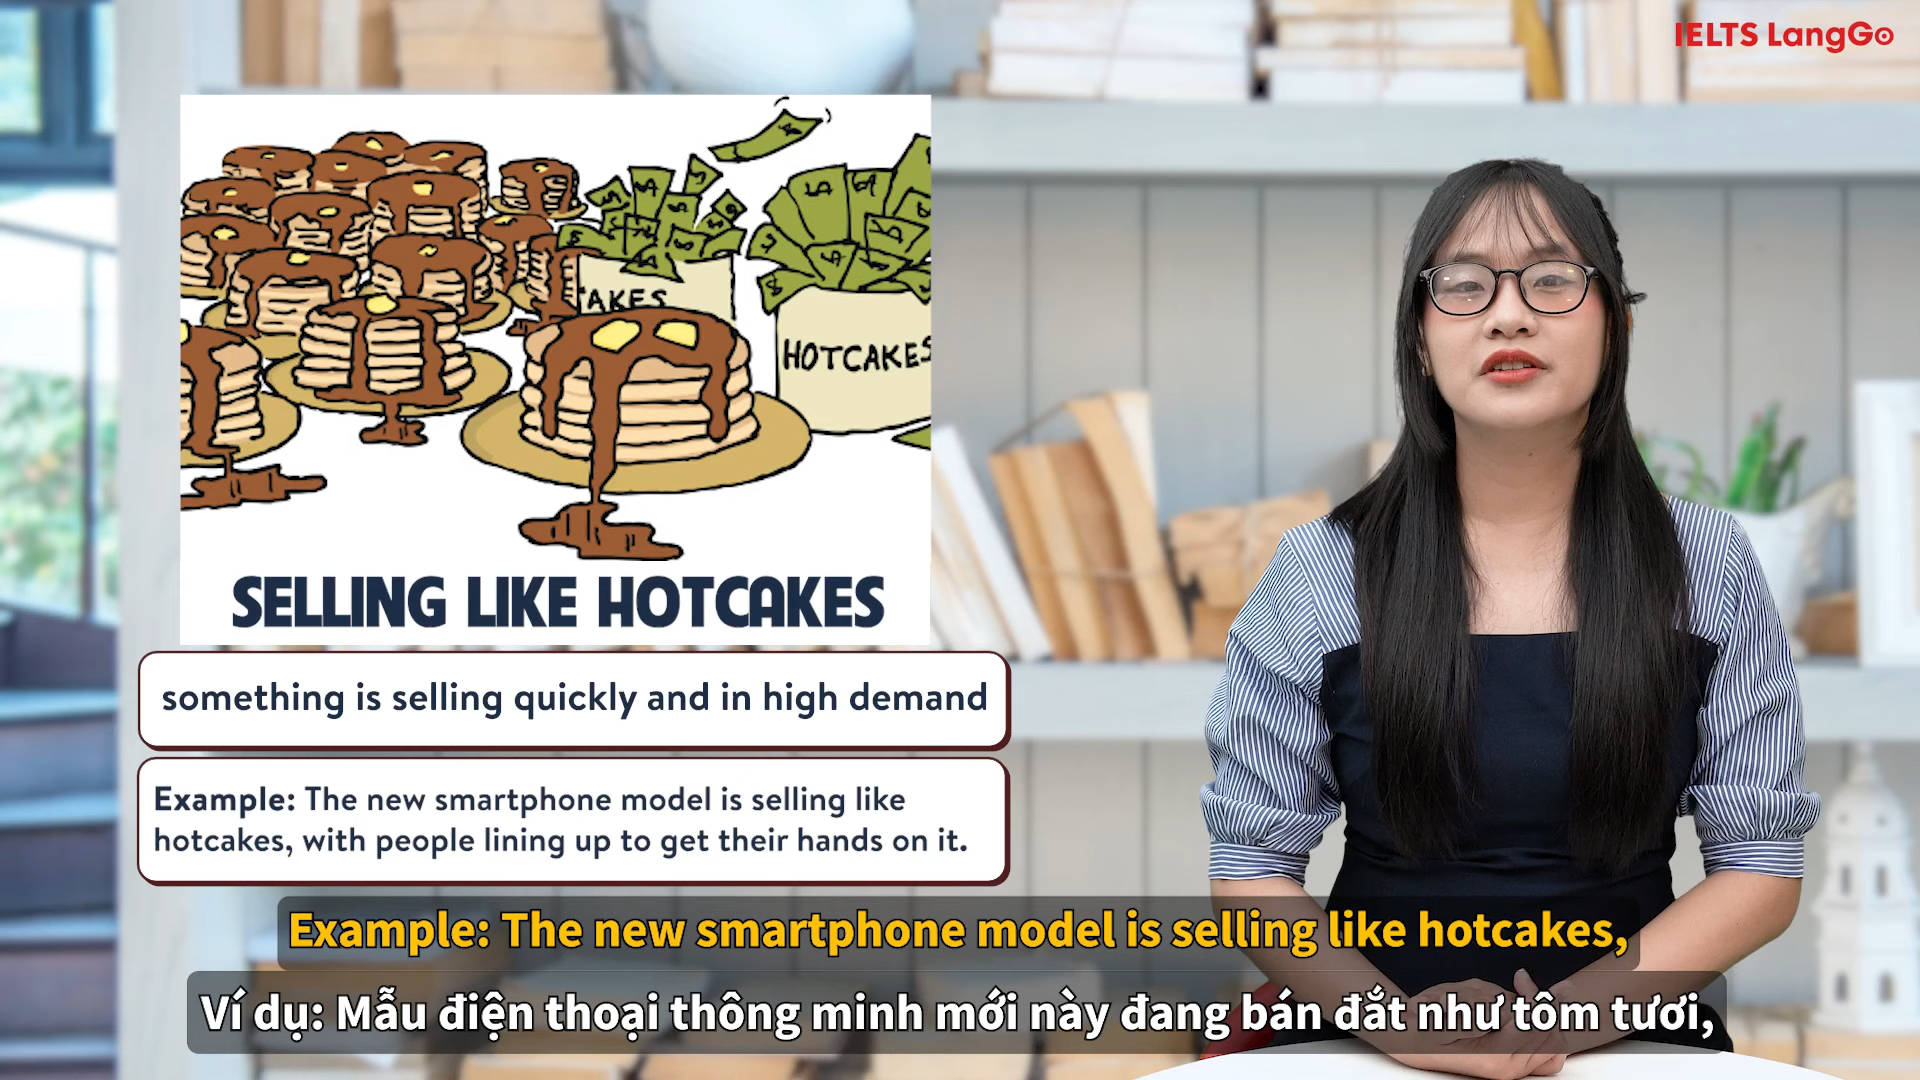 IELTS LangGo
HOTCAKES
SELLING LIKE HOTCAKES
something is selling quickly and in high demand
Example: The new smartphone model is selling like
hotcakes, with people lining up to get their hands on it.
Example: The new smartphone model is selling like hotcakes,
Ví dụ: Mẫu điện thoại thông minh mới này đang bán đắt như tôm tươi,